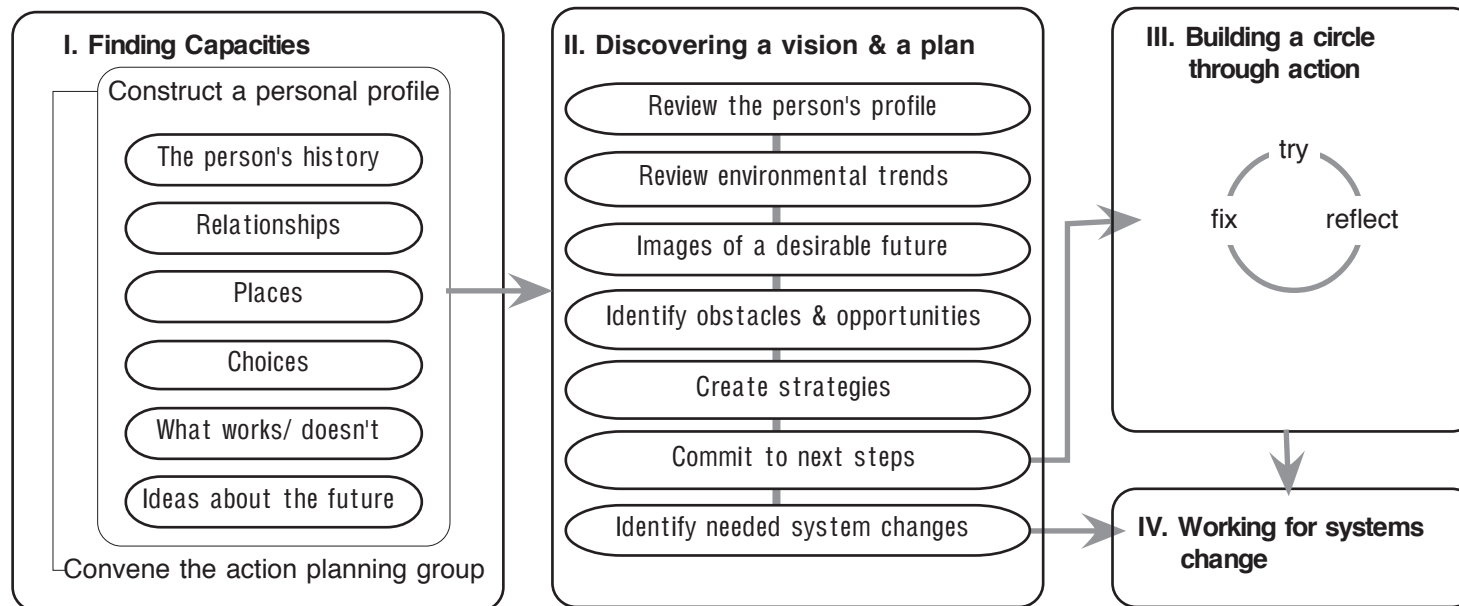 I. Finding Capacities
Construct a personal profile
The person's history
Relationships
Places
Choices
What works/ doesn't
Ideas about the future
Convene the action planning group
II. Discovering a vision & a plan
Review the person's profile
Review environmental trends
Images of a desirable future
Identify obstacles & opportunities
Create strategies
Commit to next steps
Identify needed system changes
III. Building a circle
through action
try
fix
reflect
IV. Working for systems
change